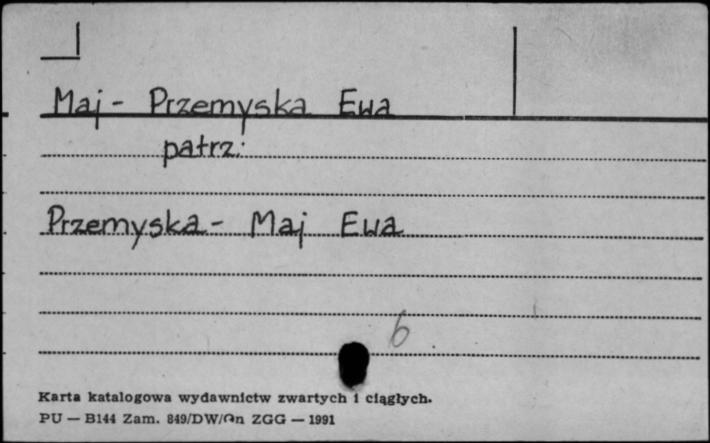 Maj - Przemyska Ewa
patrz:
Przemyska - Maj Ewa
6
Karta katalogowa wydawnictw zwartych i ciągłych.
PU — B144 Zam. 849/DW/On ZGG — 1991